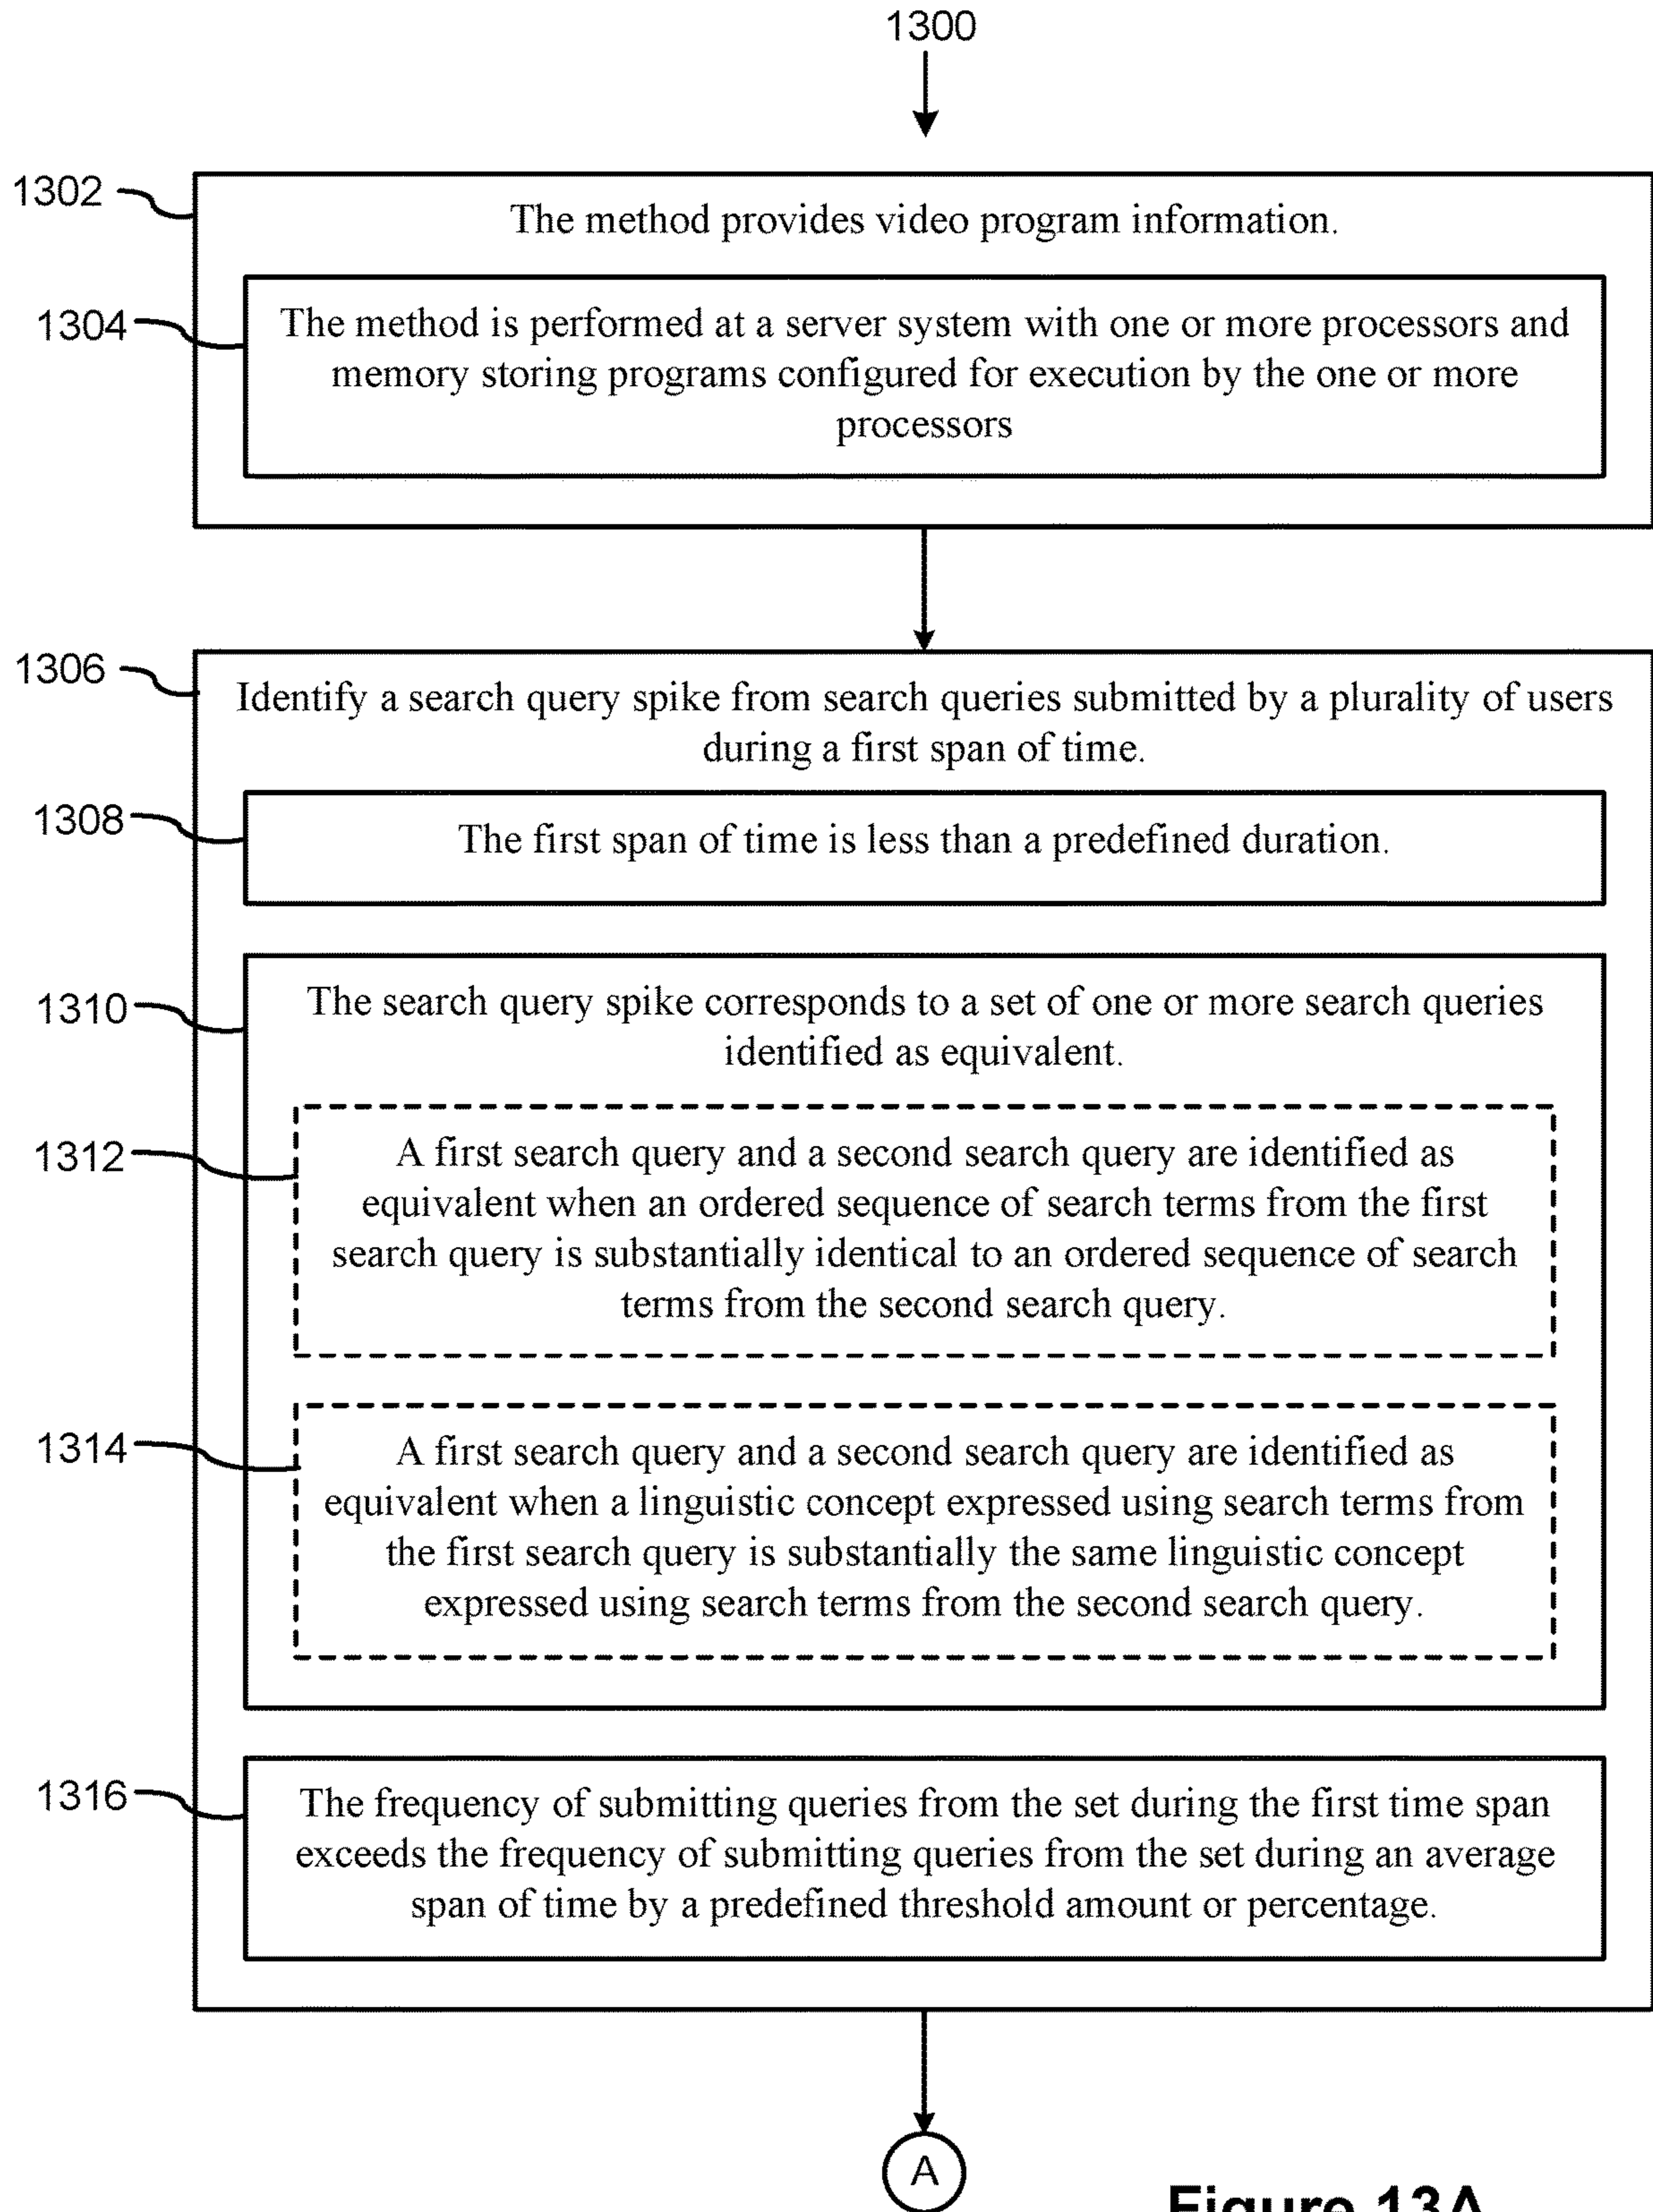 1300
1302
The method provides video program information.
1304
The method is performed at a server system with one or more processors and
memory storing programs configured for execution by the one or more
processors
1306
Identify a search query spike from search queries submitted by a plurality of users
during a first span of time.
1308
The first span of time is less than a predefined duration.
1310
The search query spike corresponds to a set of one or more search queries
identified as equivalent.
1312
A first search query and a second search query are identified as
equivalent when an ordered sequence of search terms from the first
search query is substantially identical to an ordered sequence of search
terms from the second search query.
1314
A first search query and a second search query are identified as
equivalent when a linguistic concept expressed using search terms from
the first search query is substantially the same linguistic concept
expressed using search terms from the second search query.
1316
The frequency of submitting queries from the set during the first time span
exceeds the frequency of submitting queries from the set during an average
span of time by a predefined threshold amount or percentage.
A
Figure 13A